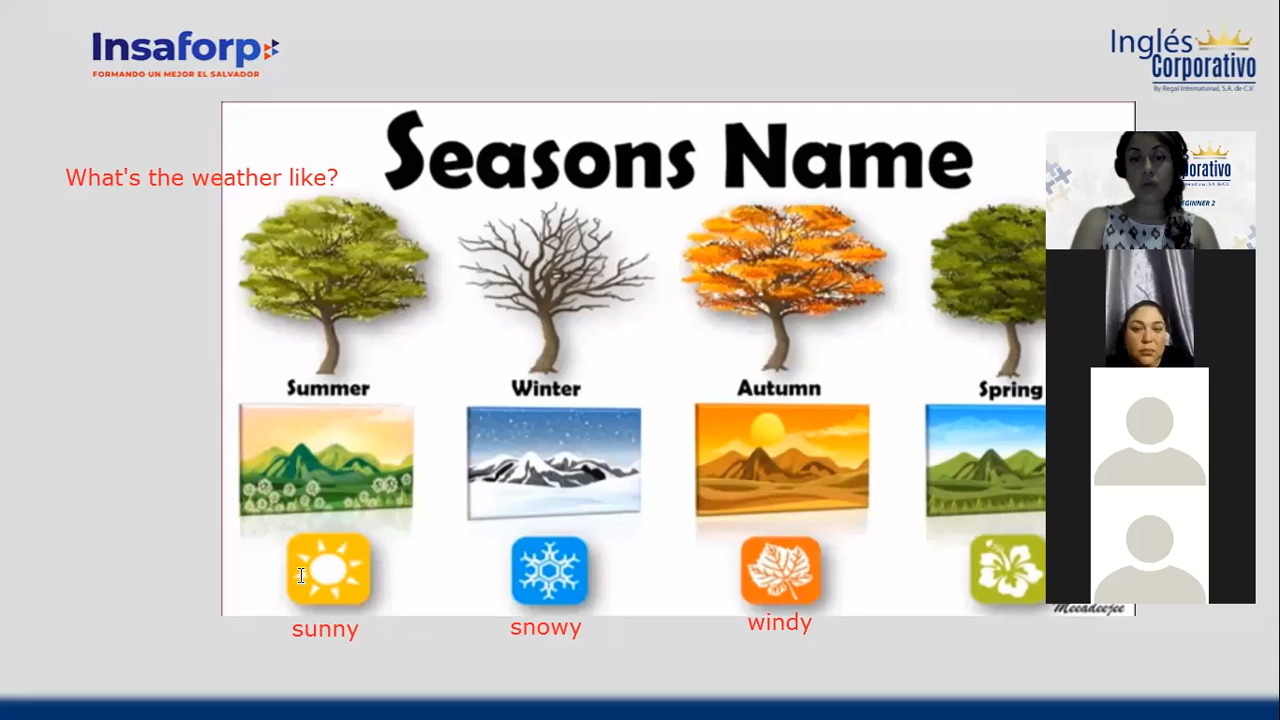 Insaforp
FORMANDO UN MEJOR EL SALVADOR
Inglés
Corporativo
By Regal International, S.A. de C.V.
Seasons Name
What's the weather like?
Summer
Winter
Autumn
Spring
sunny
snowy
windy
Meeadeejee